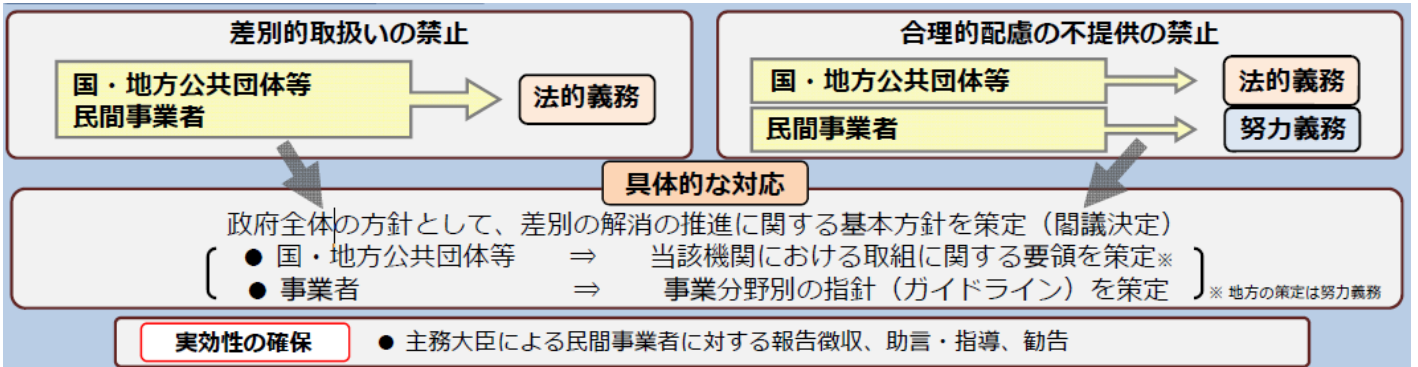 差別的取扱いの禁止
国・地方公共団体等
民間事業者
法的義務
合理的配慮の不提供の禁止
国・地方公共団体等
法的義務
民間事業者
努力義務
具体的な対応
政府全体の方針として、差別の解消の推進に関する基本方針を策定（閣議決定）
● 国・地方公共団体等 ⇒ 当該機関における取組に関する要領を策定※
● 事業者 ⇒ 事業分野別の指針（ガイドライン）を策定
※ 地方の策定は努力義務
実効性の確保
● 主務大臣による民間事業者に対する報告徴収、助言・指導、勧告